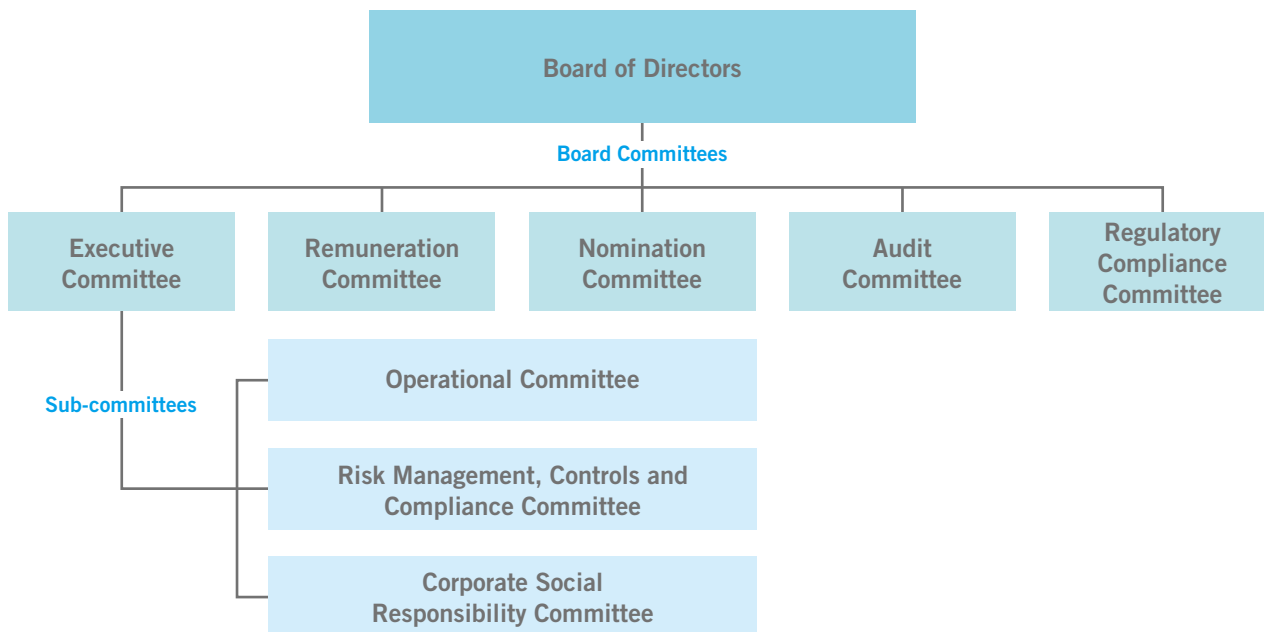 Board of Directors
Board Committees
Executive
Committee
Remuneration
Committee
Nomination
Committee
Audit
Committee
Regulatory
Compliance
Committee
Operational Committee
Sub-committees
Risk Management, Controls and
Compliance Committee
Corporate Social
Responsibility Committee